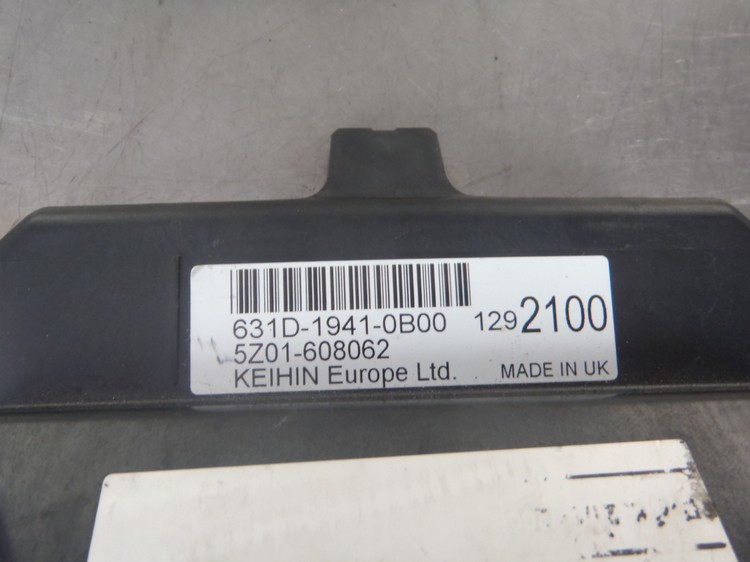 631D-1941-0B00 1292100
5Z01-608062
KEIHIN Europe Ltd. MADE IN UK